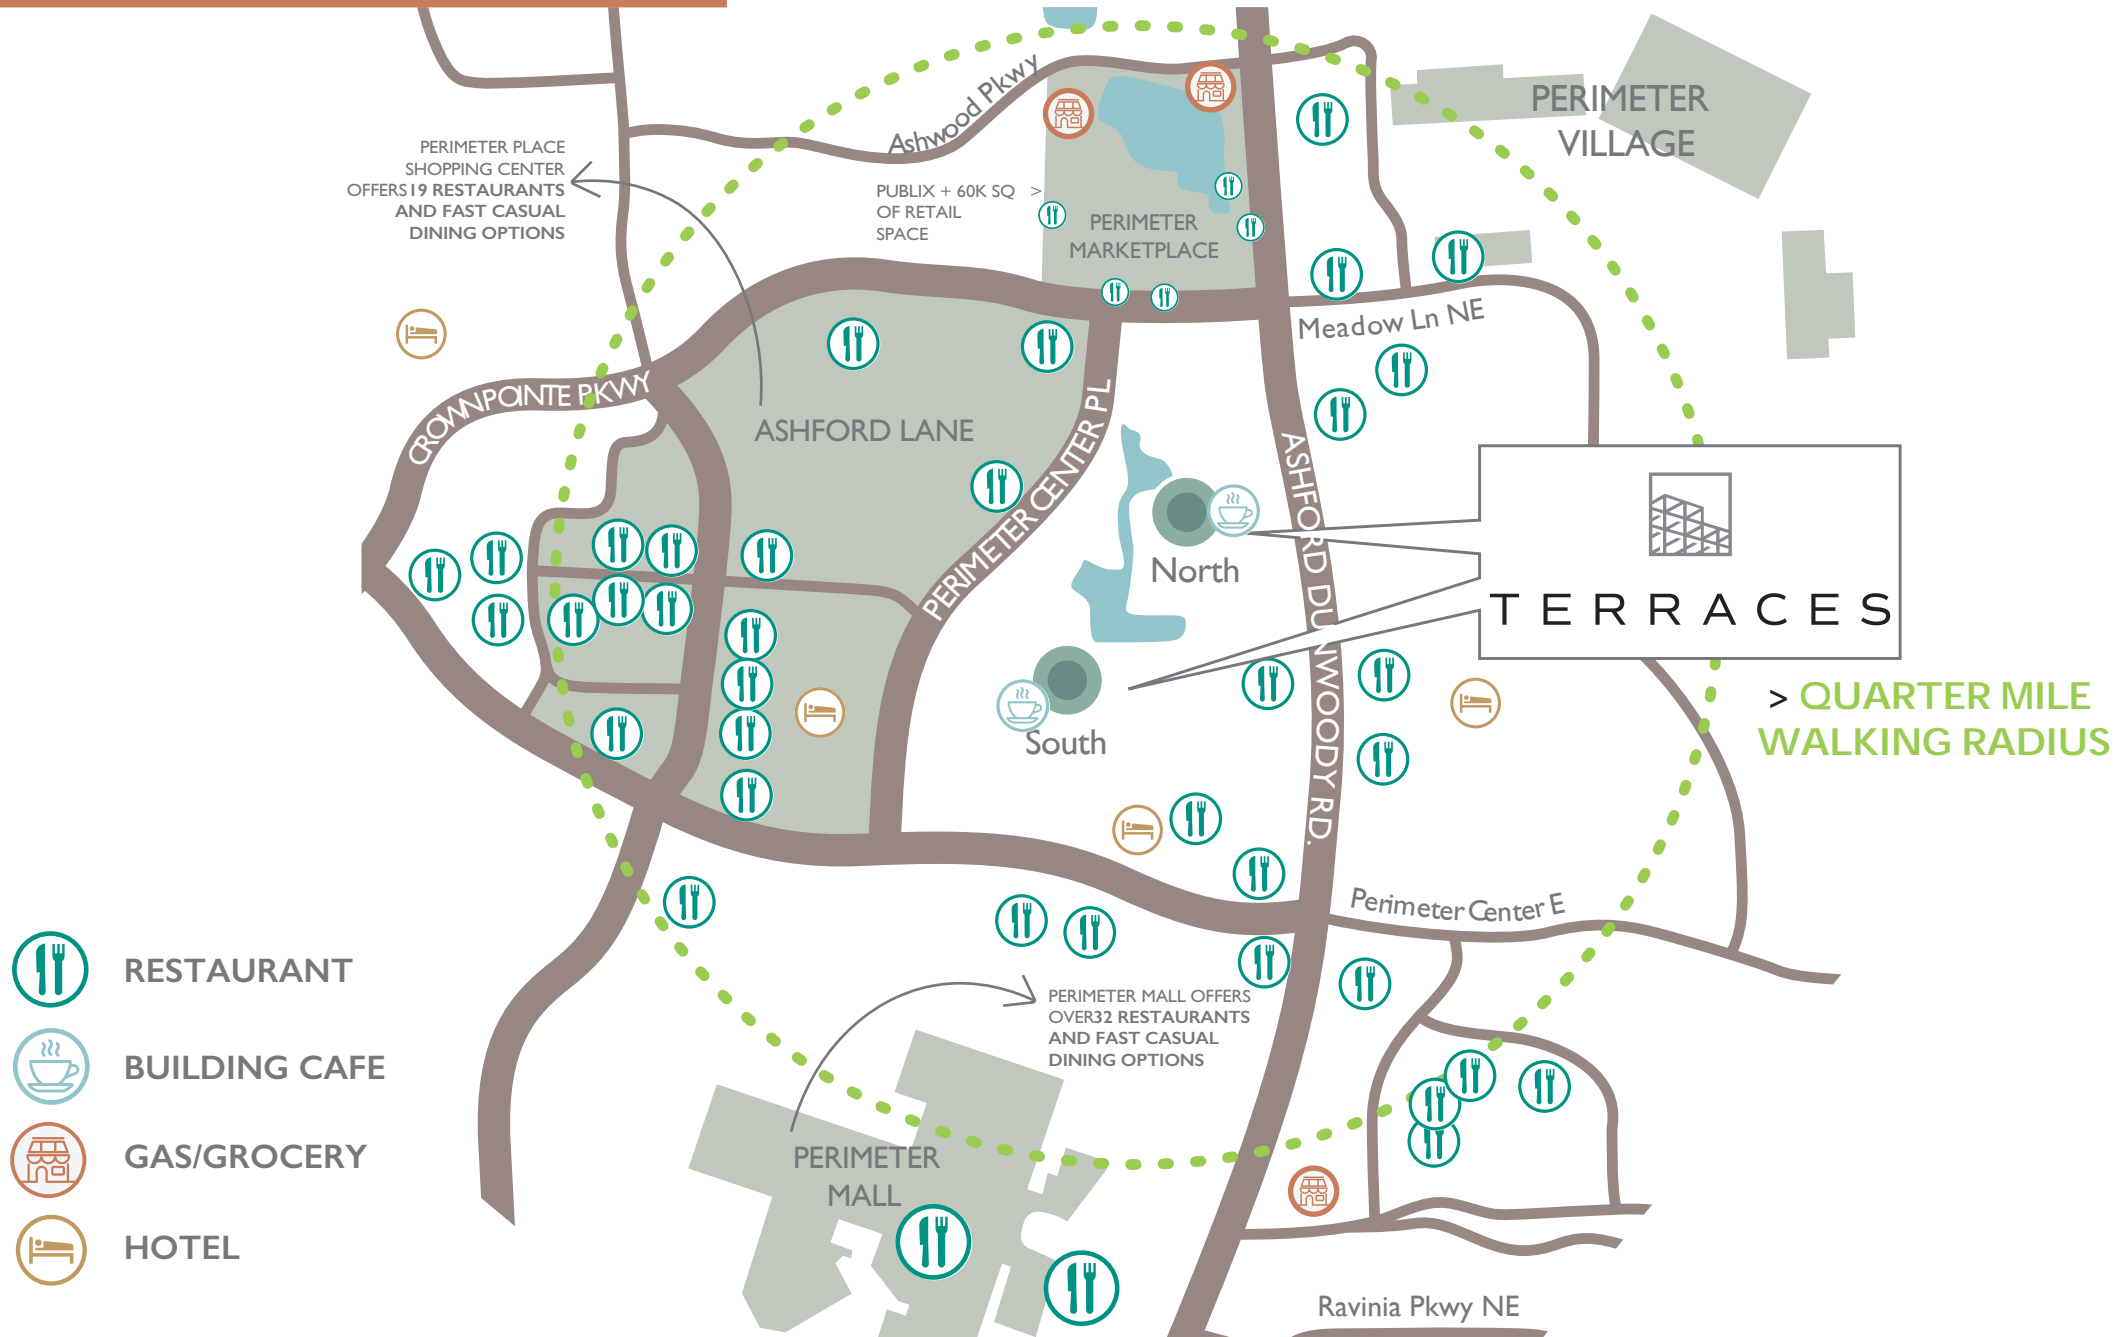 Ashwood Pkwy
PERIMETER
VILLAGE
PERIMETER PLACE
SHOPPING CENTER
OFFERS 19 RESTAURANTS
AND FAST CASUAL
DINING OPTIONS
PUBLIX + 60K SQ >
OF RETAIL
SPACE
PERIMETER
MARKETPLACE
Meadow Ln NE
CROWNPOINTE PKWY
ASHFORD LANE
PERIMETER CENTER PL
ASHFORD DUNWOODY RD.
North
TERRACES
South
> QUARTER MILE
WALKING RADIUS
Perimeter Center E
RESTAURANT
BUILDING CAFE
GAS/GROCERY
HOTEL
PERIMETER MALL OFFERS
OVER32 RESTAURANTS
AND FAST CASUAL
DINING OPTIONS
PERIMETER
MALL
Ravinia Pkwy NE